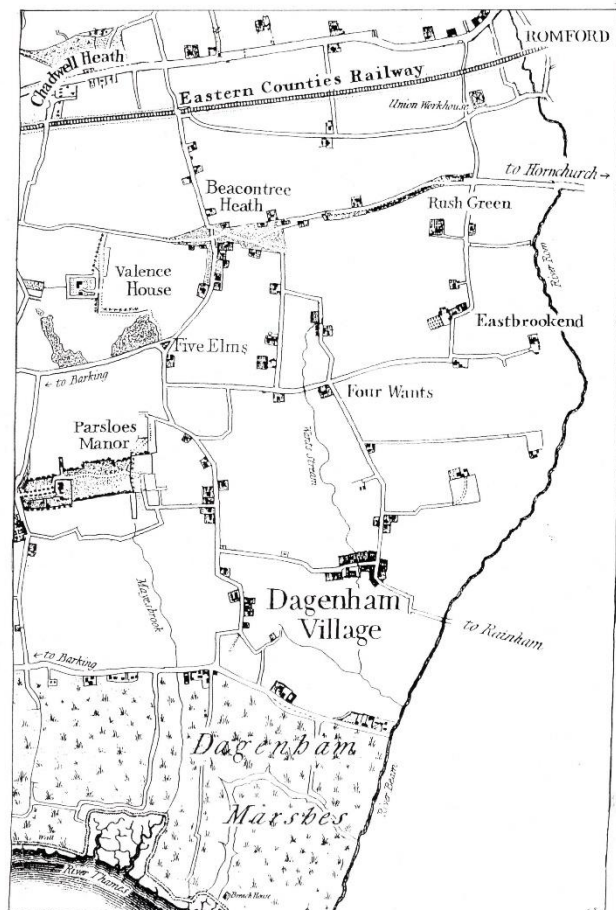 ROMFORD
Chadwell Heath
Eastern Counties Railway
Union Workhouse
to Hornchurch →
Beacontree
Heath
Rush Green
River Rom
Valence
House
Eastbrookend
Five Elms
← to Barking
Four Wants
Parsloes
Manor
Wants Stream
Mayesbrook
Dagenham
Village
to Rainham
← to Barking
Dagenham
Marshes
River Beam
River Thames
Breach House